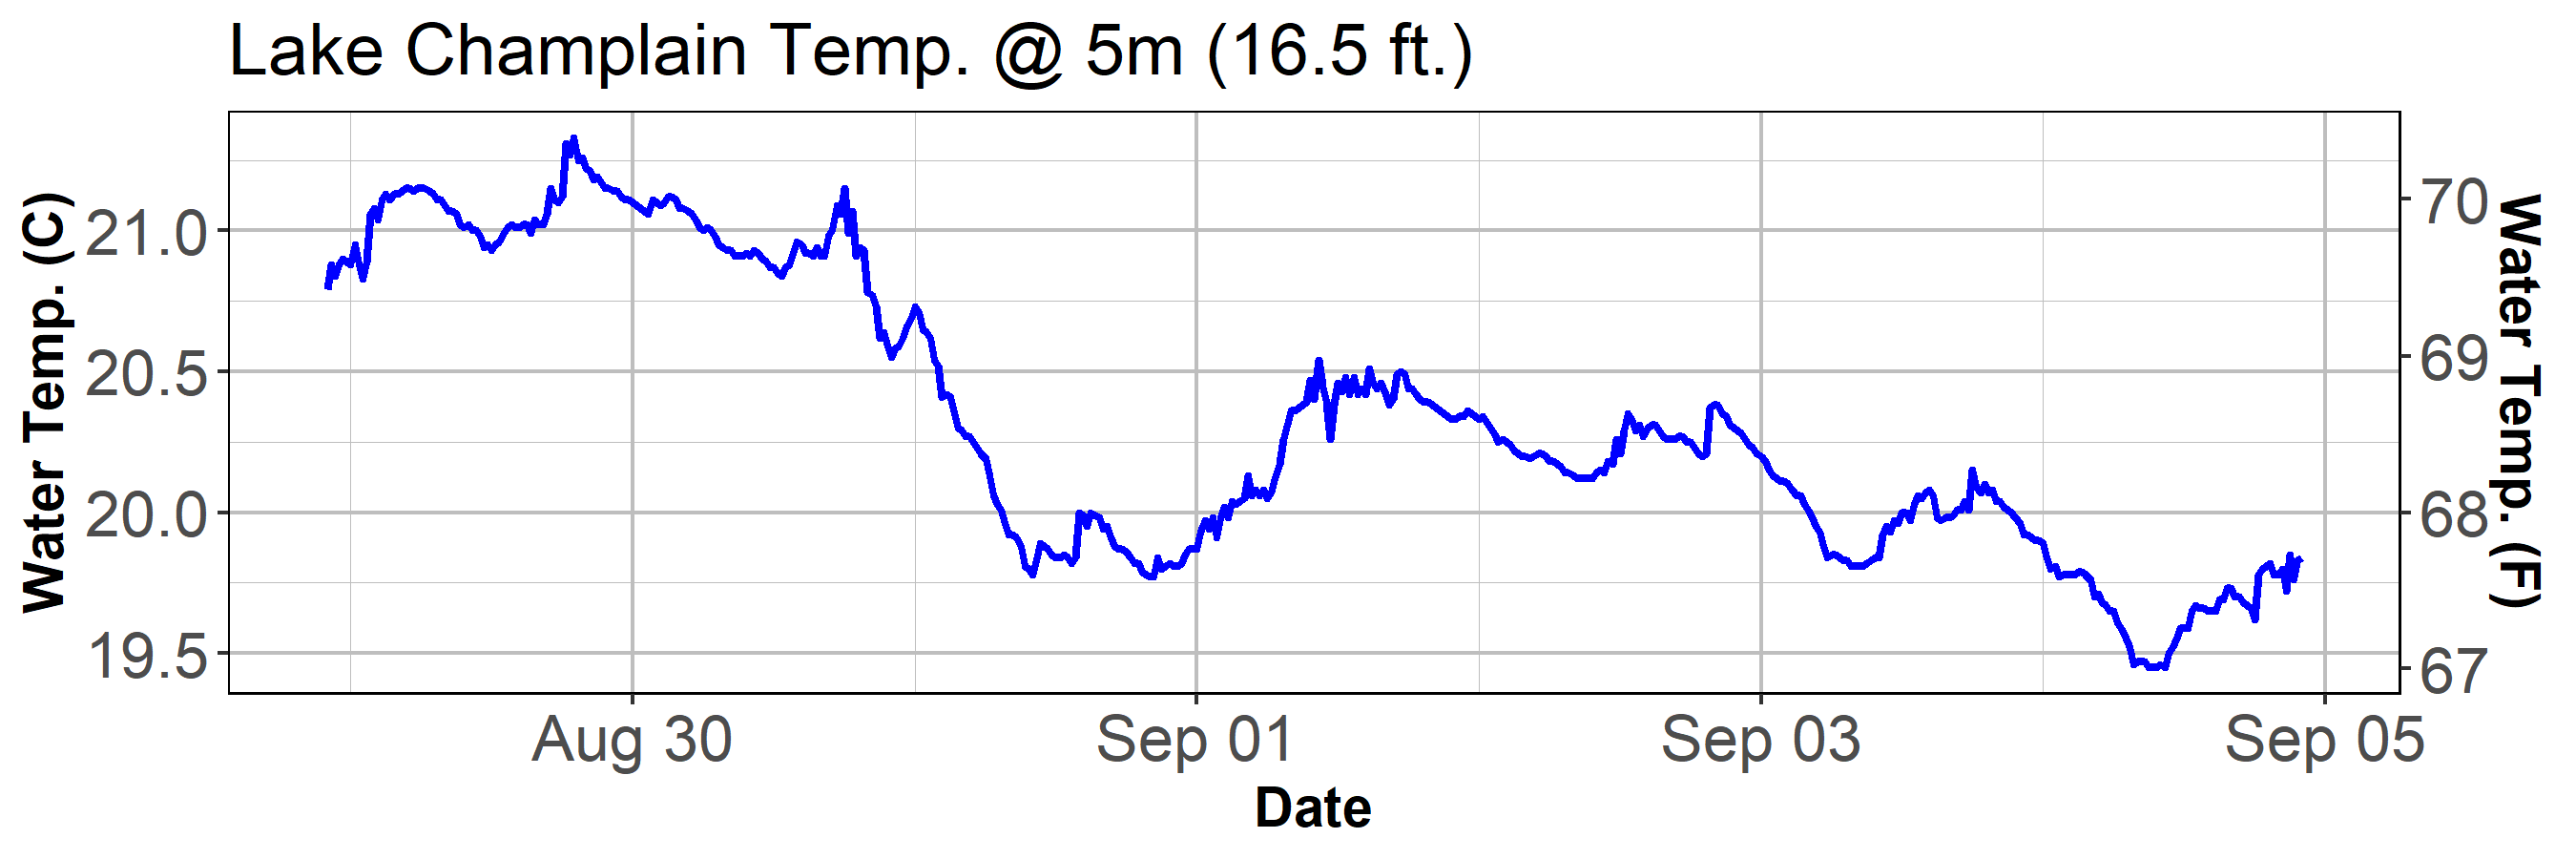 Lake Champlain Temp. @ 5m (16.5 ft.)
Water Temp. (C)
21.0
20.5
20.0
19.5
70
69
68
67
Water Temp. (F)
Aug 30
Sep 01
Sep 03
Sep 05
Date